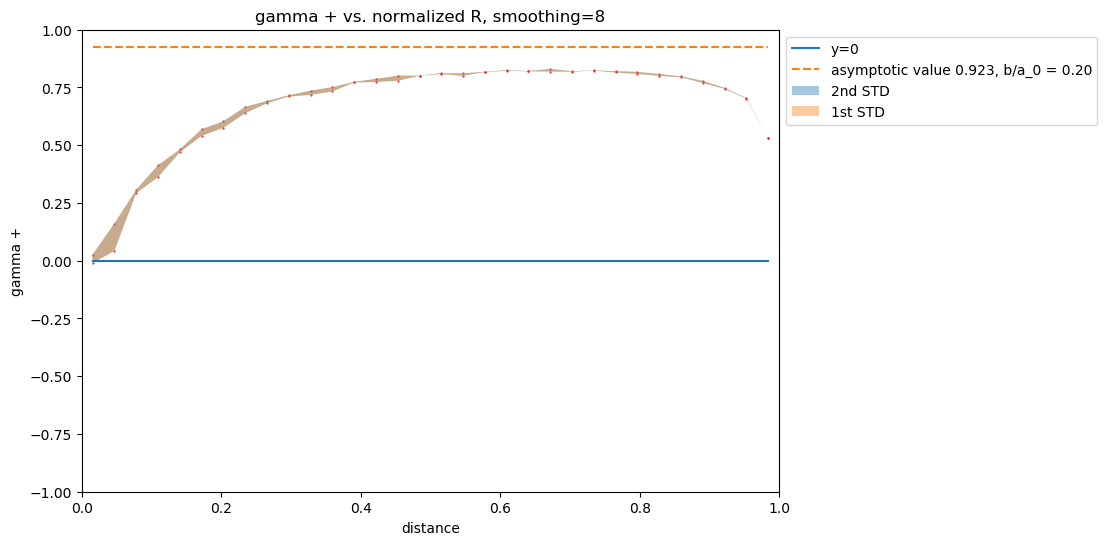 gamma + vs. normalized R, smoothing=8
1.00
0.75
0.50
0.25
0.00
−0.25
−0.50
−0.75
−1.00
gamma +
0.0
0.2
0.4
0.6
0.8
1.0
distance
y=0
asymptotic value 0.923, b/a_0 = 0.20
2nd STD
1st STD